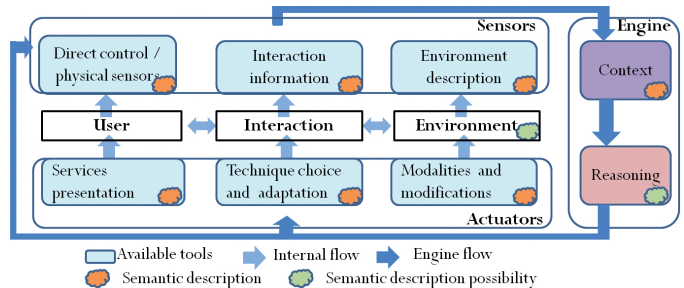 Sensors
Engine
Direct control /
physical sensors
Interaction
information
Environment
description
Context
User
Interaction
Environment
Services
presentation
Technique choice
and adaptation
Modalities and
modifications
Reasoning
Actuators
Available tools
Internal flow
Engine flow
Semantic description
Semantic description possibility